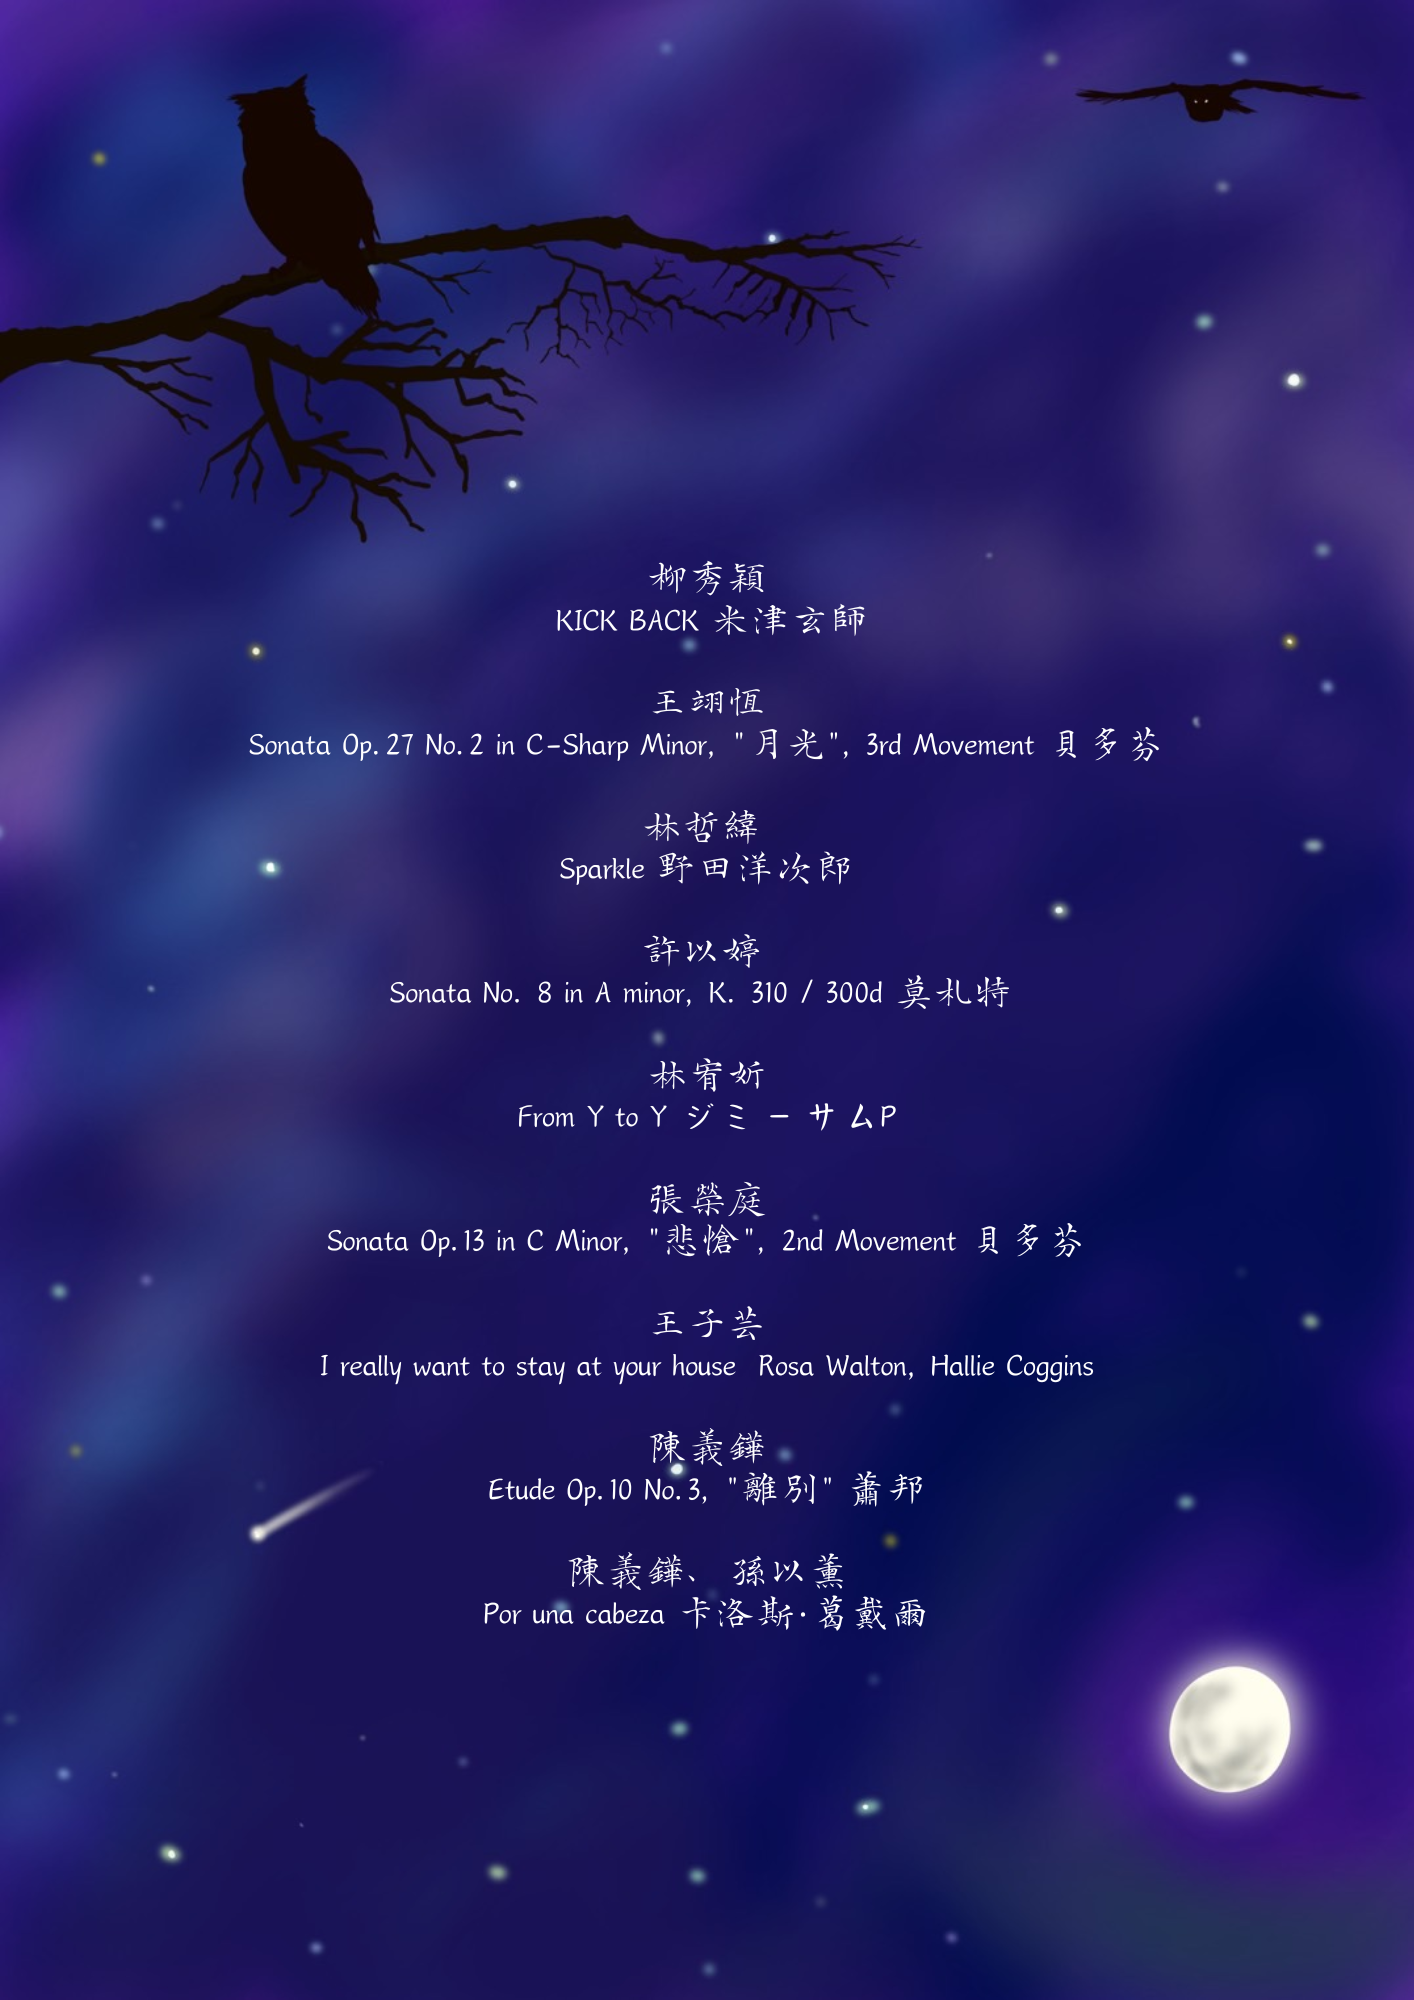 柳秀穎
KICK BACK 米津玄師
王翊恆
Sonata Op. 27 No. 2 in C-Sharp Minor, "月光", 3rd Movement 貝多芬
林哲緯
Sparkle 野田洋次郎
許以婷
Sonata No. 8 in A minor, K. 310 / 300d 莫札特
林宥妡
From Y to Y ジミーサムP
張榮庭
Sonata Op. 13 in C Minor, "悲愴", 2nd Movement 貝多芬
王子芸
I really want to stay at your house Rosa Walton, Hallie Coggins
陳義鏵
Etude Op. 10 No. 3, "離別" 蕭邦
陳義鏵、孫以薰
Por una cabeza 卡洛斯·葛戴爾